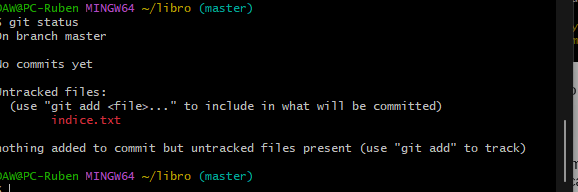 DAW@PC-Ruben MINGW64 ~/libro (master)
$ git status
On branch master
No commits yet
Untracked files:
  (use "git add <file>..." to include in what will be committed)
        indice.txt
nothing added to commit but untracked files present (use "git add" to track)
DAW@PC-Ruben MINGW64 ~/libro (master)
$